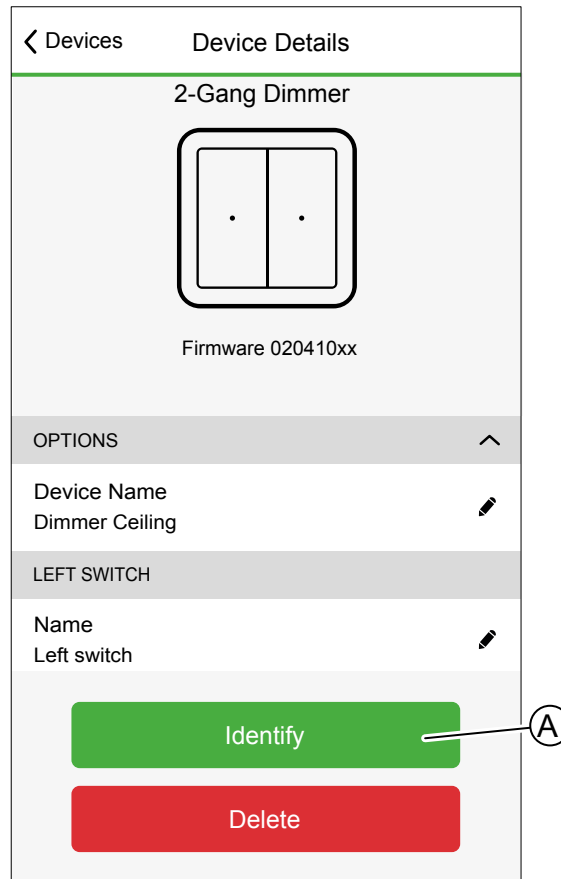 Devices
Device Details
2-Gang Dimmer
Firmware 020410xx
OPTIONS
Device Name
Dimmer Ceiling
LEFT SWITCH
Name
Left switch
Identify
A
Delete